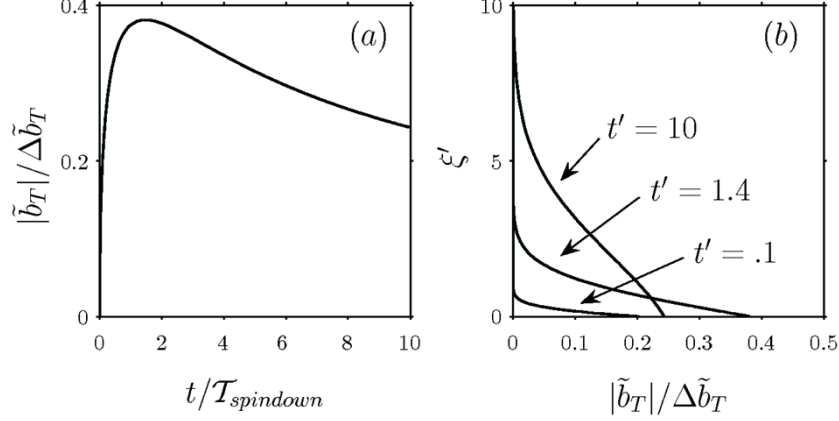 (a)
|b̃_T|/Δb̃_T
0.4
0.2
0
0 2 4 6 8 10
t/𝒯_spindown
(b)
ξ′
10
5
0
t′ = 10
t′ = 1.4
t′ = .1
0 0.1 0.2 0.3 0.4 0.5
|b̃_T|/Δb̃_T